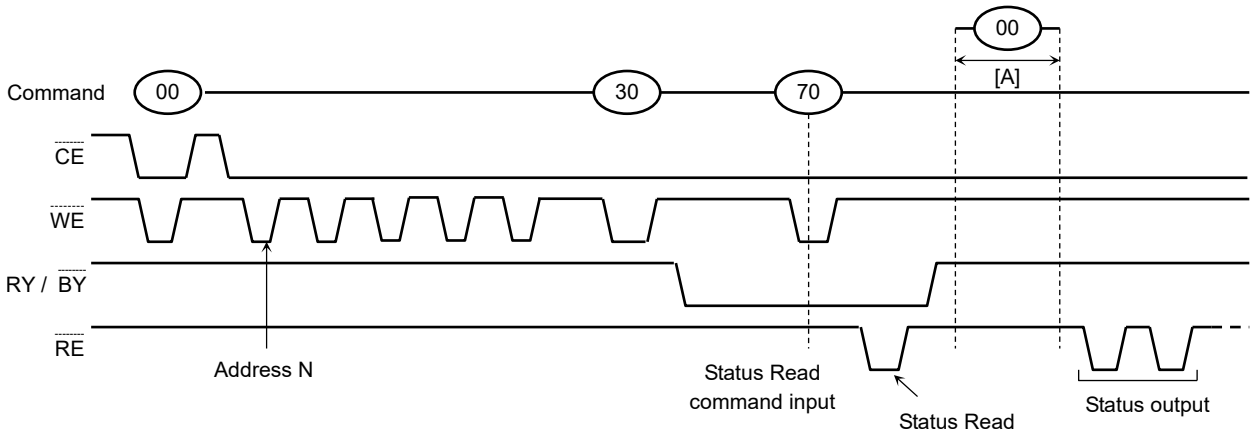 00
[A]
Command 00 30 70
CE
WE
RY / BY
RE
Address N
Status Read
command input
Status Read
Status output